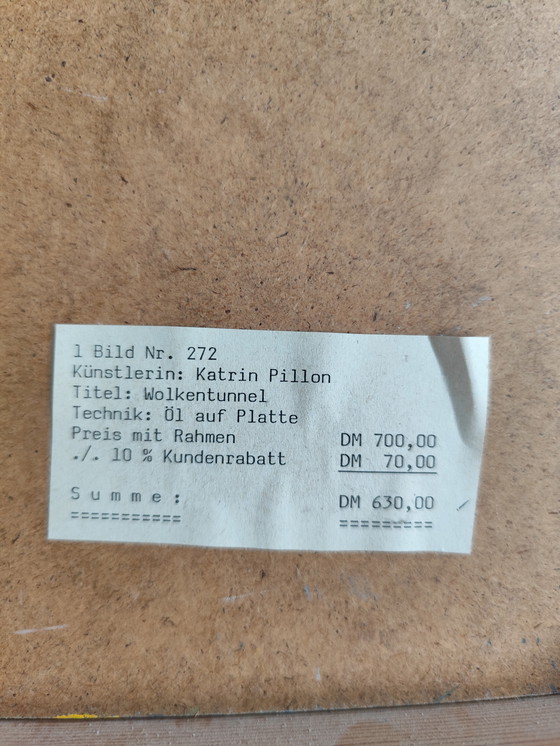 1 Bild Nr. 272
Künstlerin: Katrin Pillon
Titel: Wolkentunnel
Technik: Öl auf Platte
Preis mit Rahmen DM 700,00
./. 10 % Kundenrabatt DM 70,00
S u m m e : DM 630,00
=========== =========